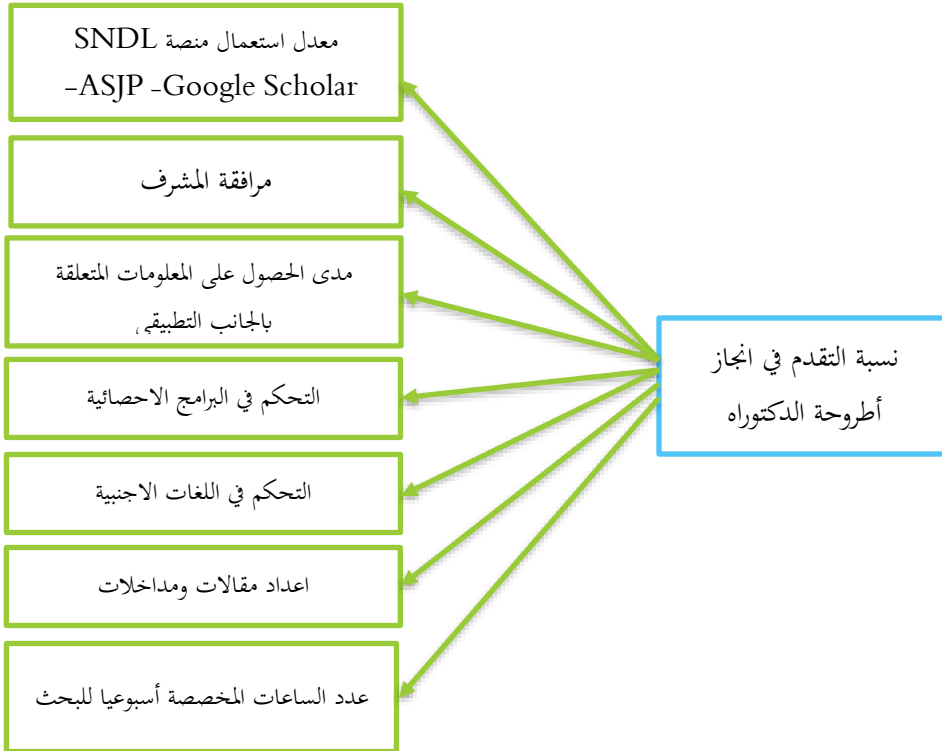 معدل استعمال منصة SNDL
-ASJP -Google Scholar
مرافقة المشرف
مدى الحصول على المعلومات المتعلقة
بالجانب التطبيقي
التحكم في البرامج الاحصائية
التحكم في اللغات الاجنبية
اعداد مقالات ومداخلات
عدد الساعات المخصصة أسبوعيا للبحث
نسبة التقدم في انجاز
أطروحة الدكتوراه